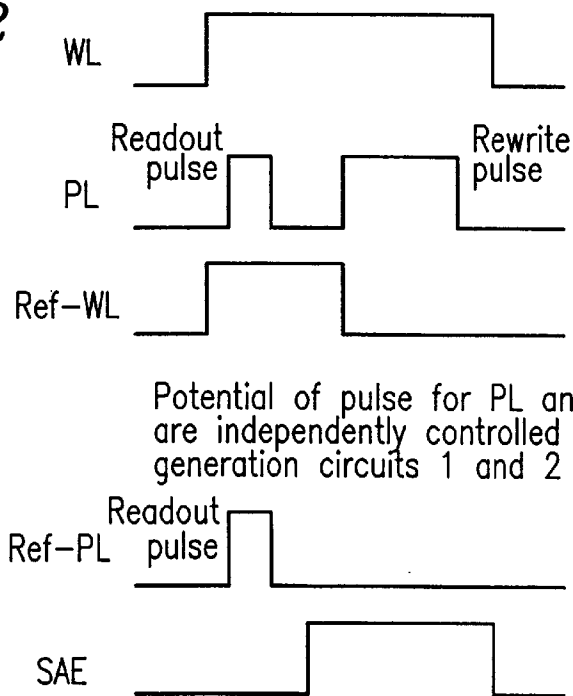 2
WL
Readout
pulse
Rewrite
pulse
PL
Ref-WL
Potential of pulse for PL an
are independently controlled
generation circuits 1 and 2
Readout
pulse
Ref-PL
SAE